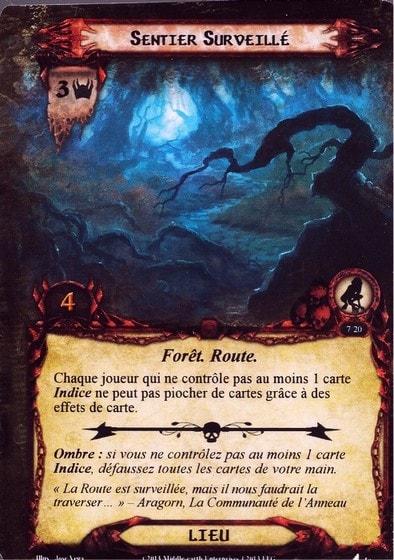 Sentier Surveillé
3
4
7 20
Forêt. Route.
Chaque joueur qui ne contrôle pas au moins 1 carte
Indice ne peut pas piocher de cartes grâce à des
effets de carte.
Ombre : si vous ne contrôlez pas au moins 1 carte
Indice, défaussez toutes les cartes de votre main.
« La Route est surveillée, mais il nous faudrait la
traverser… » – Aragorn, La Communauté de l'Anneau
LIEU